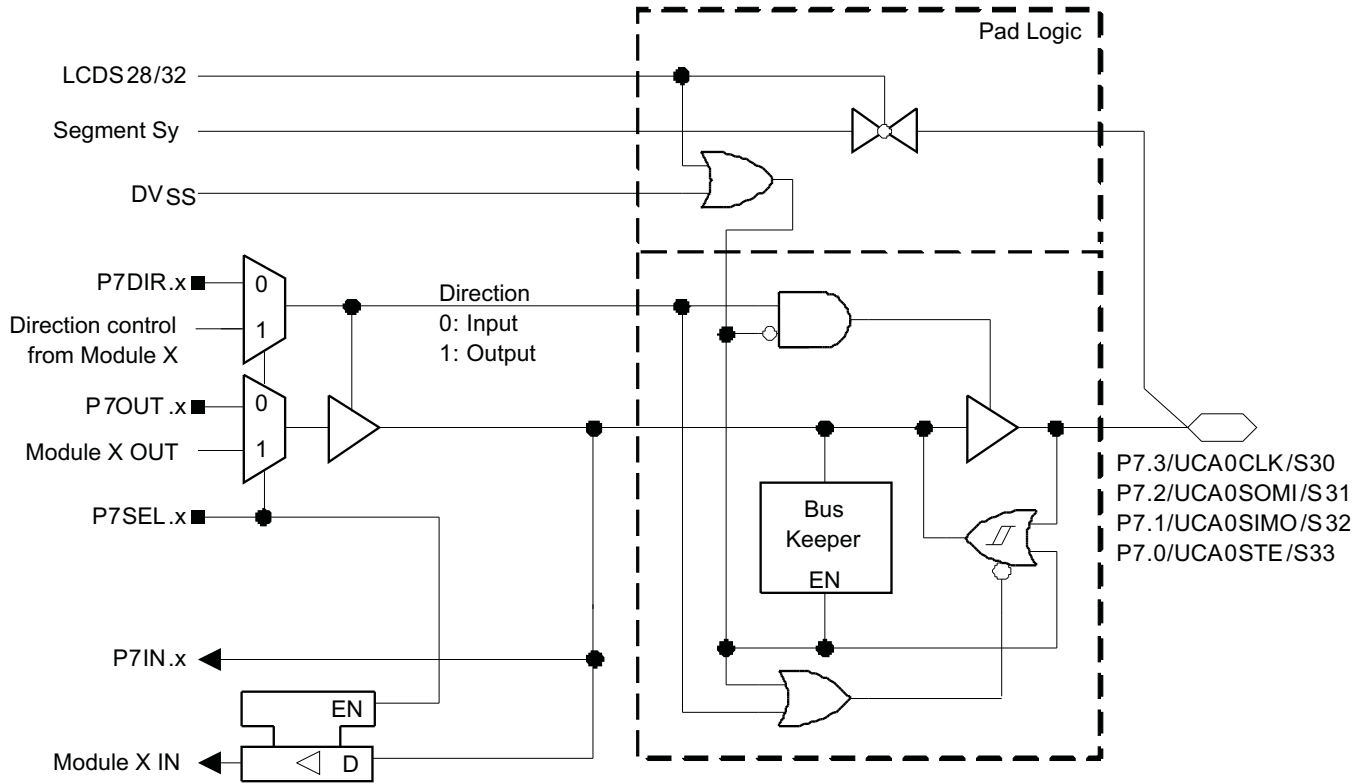 Pad Logic
LCDS28/32
Segment Sy
DVSS
P7DIR.x
0
1
Direction control
from Module X
Direction
0: Input
1: Output
P7OUT.x
0
1
Module X OUT
P7SEL.x
Bus
Keeper
EN
P7.3/UCA0CLK/S30
P7.2/UCA0SOMI/S31
P7.1/UCA0SIMO/S32
P7.0/UCA0STE/S33
P7IN.x
EN
Module X IN
D